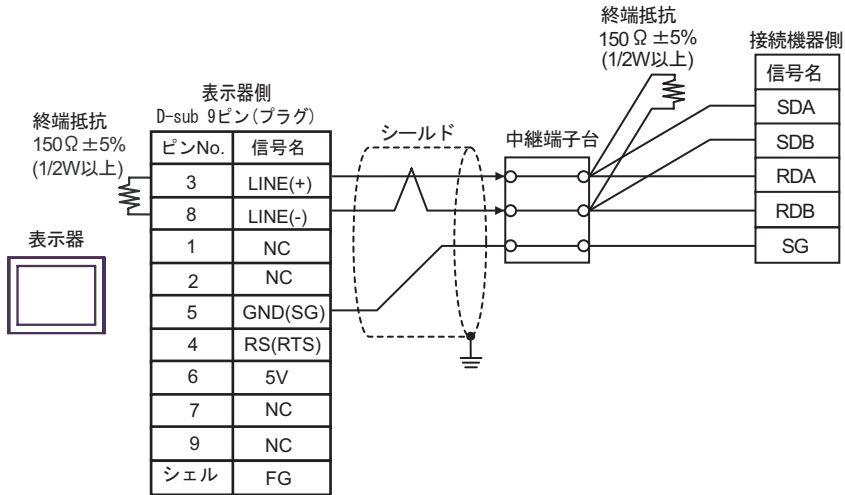 終端抵抗
150Ω±5%
(1/2W以上)
表示器
表示器側
D-sub 9ピン(プラグ)
ピンNo. 信号名
3 LINE(+)
8 LINE(-)
1 NC
2 NC
5 GND(SG)
4 RS(RTS)
6 5V
7 NC
9 NC
シェル FG
シールド
中継端子台
終端抵抗
150Ω±5%
(1/2W以上)
接続機器側
信号名
SDA
SDB
RDA
RDB
SG